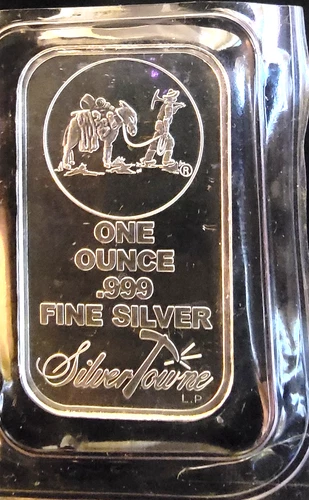 ®
ONE
OUNCE
.999
FINE SILVER
SilverTowne
L.P